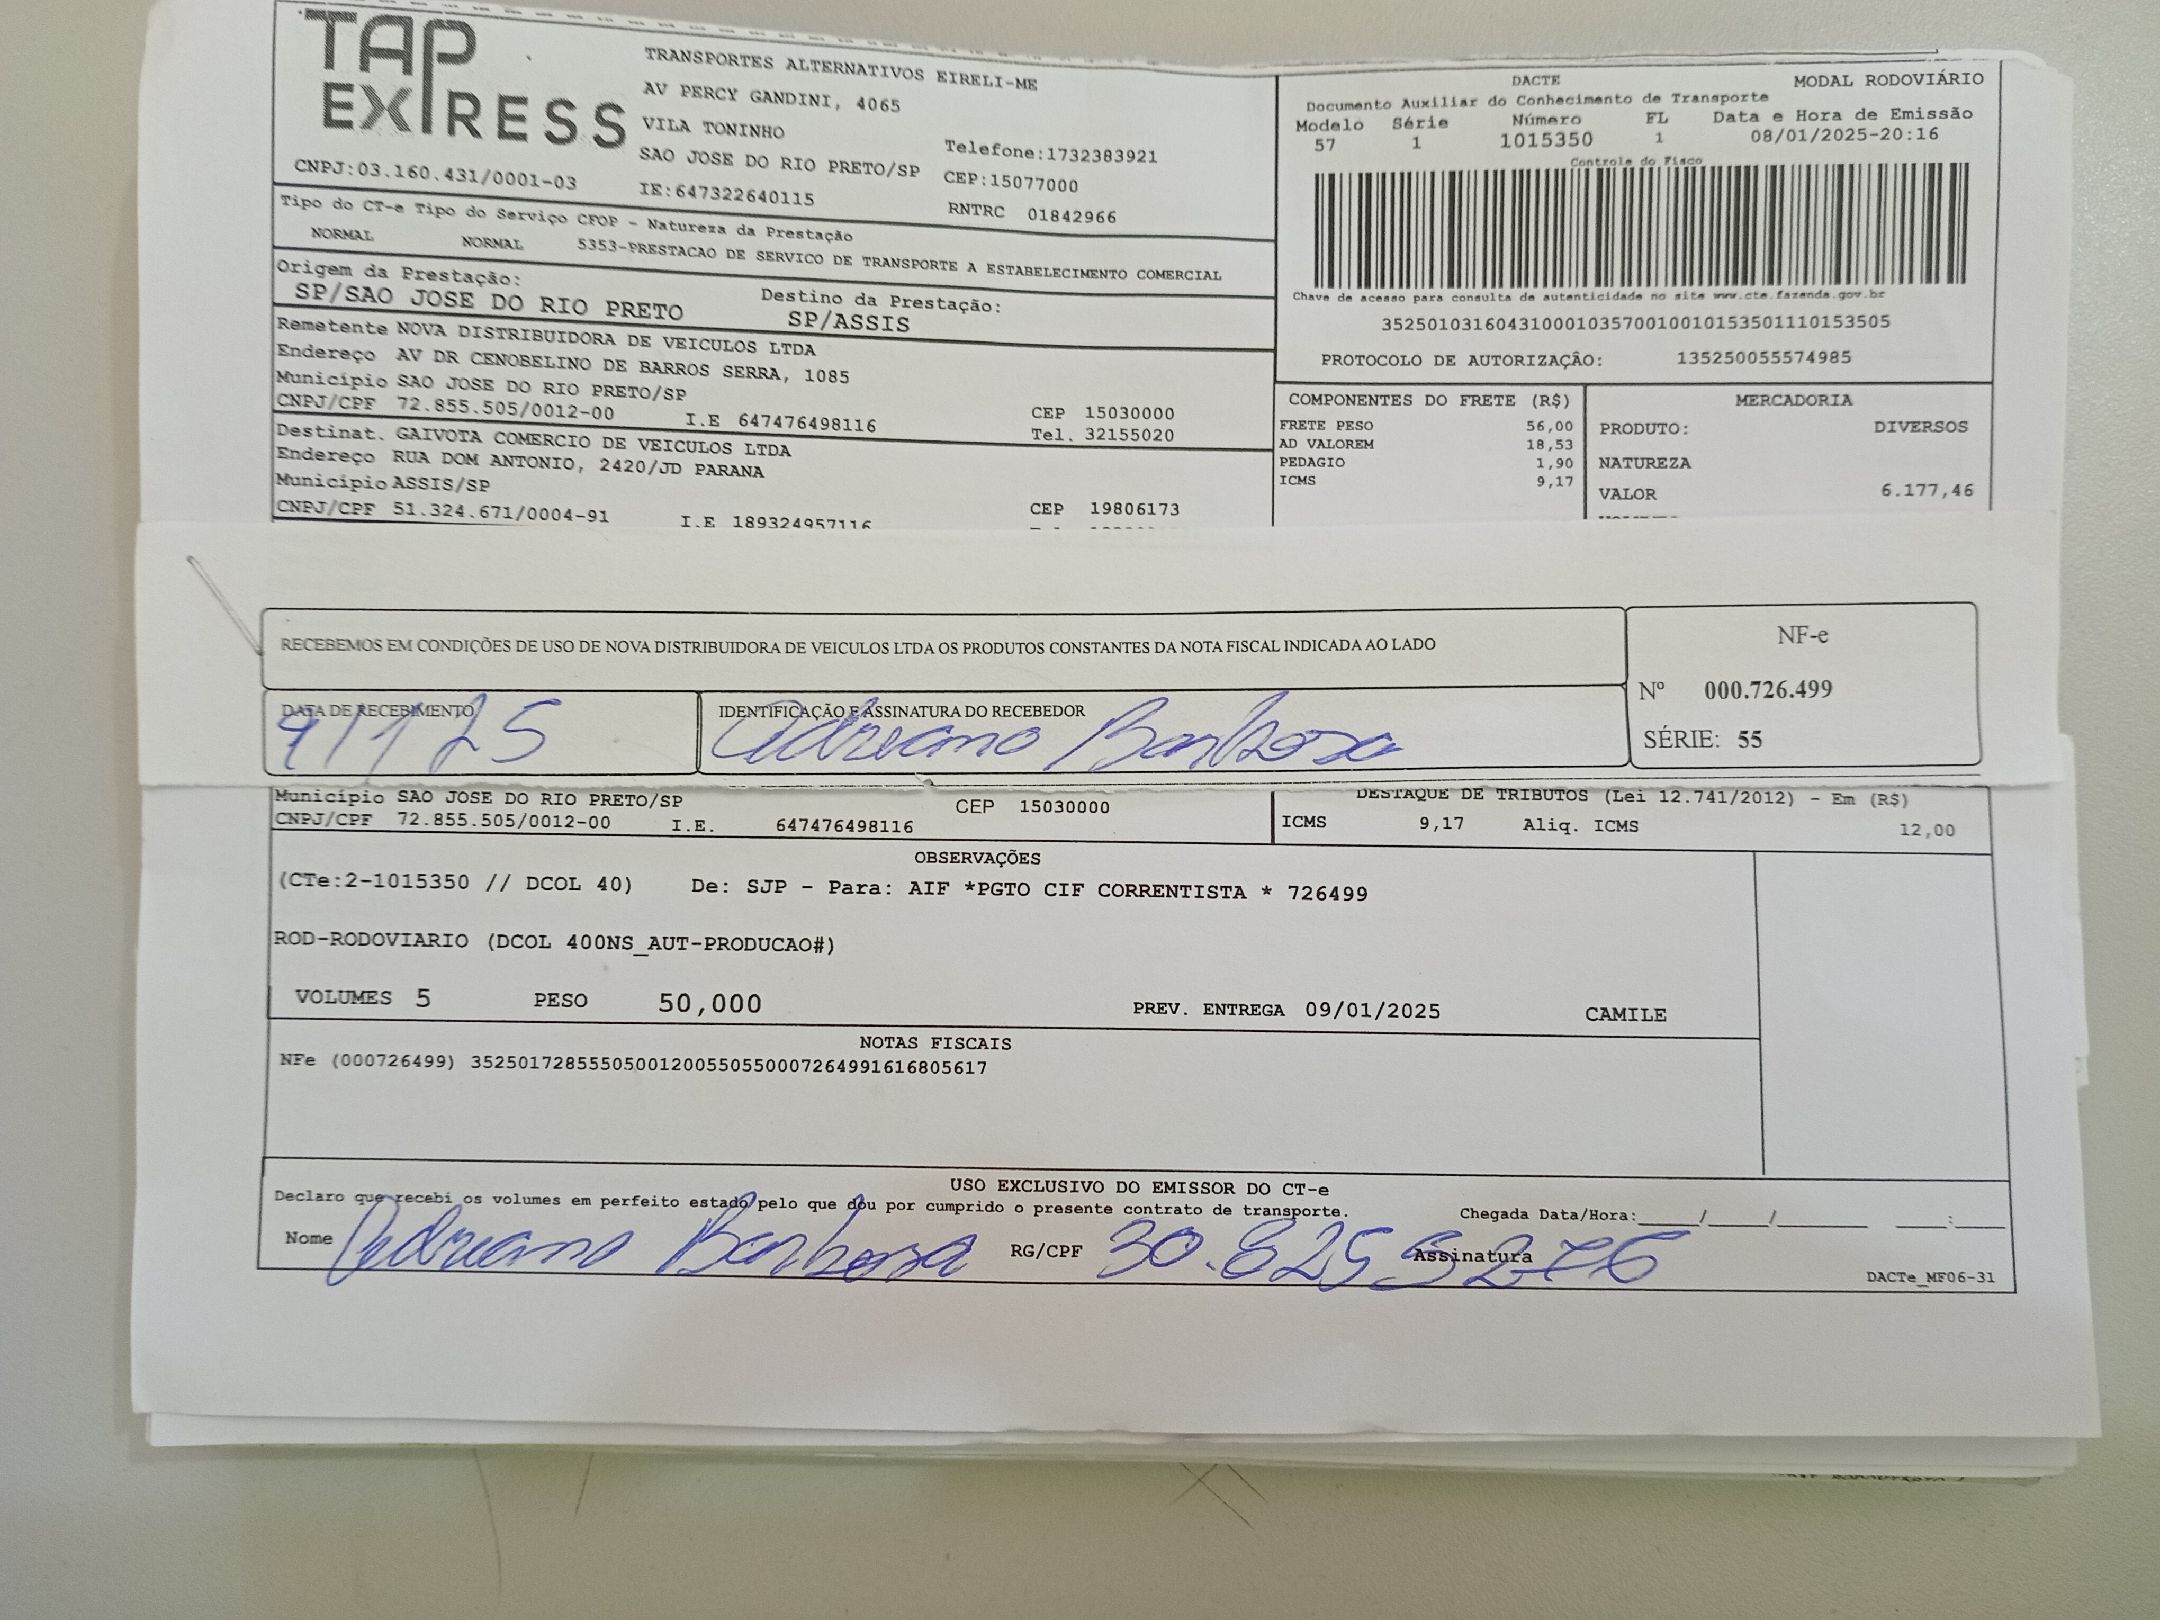 TAP EXPRESS
TRANSPORTES ALTERNATIVOS EIRELI-ME
AV PERCY GANDINI, 4065
VILA TONINHO
SAO JOSE DO RIO PRETO/SP
Telefone:1732383921
CEP:15077000
CNPJ:03.160.431/0001-03
IE:647322640115
RNTRC 01842966
Tipo do CT-e Tipo do Serviço CFOP - Natureza da Prestação
NORMAL NORMAL 5353-PRESTACAO DE SERVICO DE TRANSPORTE A ESTABELECIMENTO COMERCIAL
Origem da Prestação:
SP/SAO JOSE DO RIO PRETO
Destino da Prestação:
SP/ASSIS
Remetente NOVA DISTRIBUIDORA DE VEICULOS LTDA
Endereço AV DR CENOBELINO DE BARROS SERRA, 1085
Município SAO JOSE DO RIO PRETO/SP
CNPJ/CPF 72.855.505/0012-00 I.E 647476498116
CEP 15030000
Tel. 32155020
Destinat. GAIVOTA COMERCIO DE VEICULOS LTDA
Endereço RUA DOM ANTONIO, 2420/JD PARANA
Município ASSIS/SP
CNPJ/CPF 51.324.671/0004-91 I.E 189324957116
CEP 19806173
DACTE MODAL RODOVIÁRIO
Documento Auxiliar do Conhecimento de Transporte
Modelo Série Número FL Data e Hora de Emissão
57 1 1015350 1 08/01/2025-20:16
Controle do Fisco
Chave de acesso para consulta de autenticidade no site www.cte.fazenda.gov.br
35250103160431000103570010010153501110153505
PROTOCOLO DE AUTORIZAÇÃO: 135250055574985
COMPONENTES DO FRETE (R$)
FRETE PESO 56,00
AD VALOREM 18,53
PEDAGIO 1,90
ICMS 9,17
MERCADORIA
PRODUTO: DIVERSOS
NATUREZA
VALOR 6.177,46
RECEBEMOS EM CONDIÇÕES DE USO DE NOVA DISTRIBUIDORA DE VEICULOS LTDA OS PRODUTOS CONSTANTES DA NOTA FISCAL INDICADA AO LADO
DATA DE RECEBIMENTO
9/1/25
IDENTIFICAÇÃO E ASSINATURA DO RECEBEDOR
Adreano Barbosa
NF-e
Nº 000.726.499
SÉRIE: 55
Município SAO JOSE DO RIO PRETO/SP CEP 15030000
CNPJ/CPF 72.855.505/0012-00 I.E. 647476498116
DESTAQUE DE TRIBUTOS (Lei 12.741/2012) - Em (R$)
ICMS 9,17 Aliq. ICMS 12,00
OBSERVAÇÕES
(CTe:2-1015350 // DCOL 40) De: SJP - Para: AIF *PGTO CIF CORRENTISTA * 726499
ROD-RODOVIARIO (DCOL 400NS_AUT-PRODUCAO#)
VOLUMES 5 PESO 50,000 PREV. ENTREGA 09/01/2025 CAMILE
NOTAS FISCAIS
NFe (000726499) 35250172855505001200550550007264991616805617
USO EXCLUSIVO DO EMISSOR DO CT-e
Declaro que recebi os volumes em perfeito estado pelo que dou por cumprido o presente contrato de transporte.
Chegada Data/Hora:____/____/______ ____:____
Nome Adreano Barbosa RG/CPF 30.8255276 Assinatura
DACTe_MF06-31